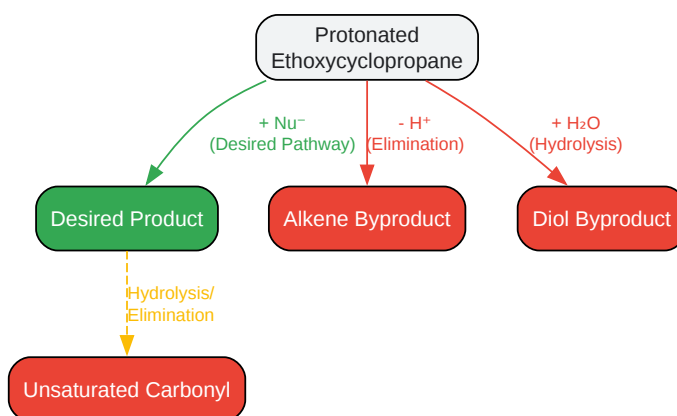 Protonated
Ethoxycyclopropane
+ Nu⁻
(Desired Pathway)
- H⁺
(Elimination)
+ H₂O
(Hydrolysis)
Desired Product
Alkene Byproduct
Diol Byproduct
Hydrolysis/
Elimination
Unsaturated Carbonyl